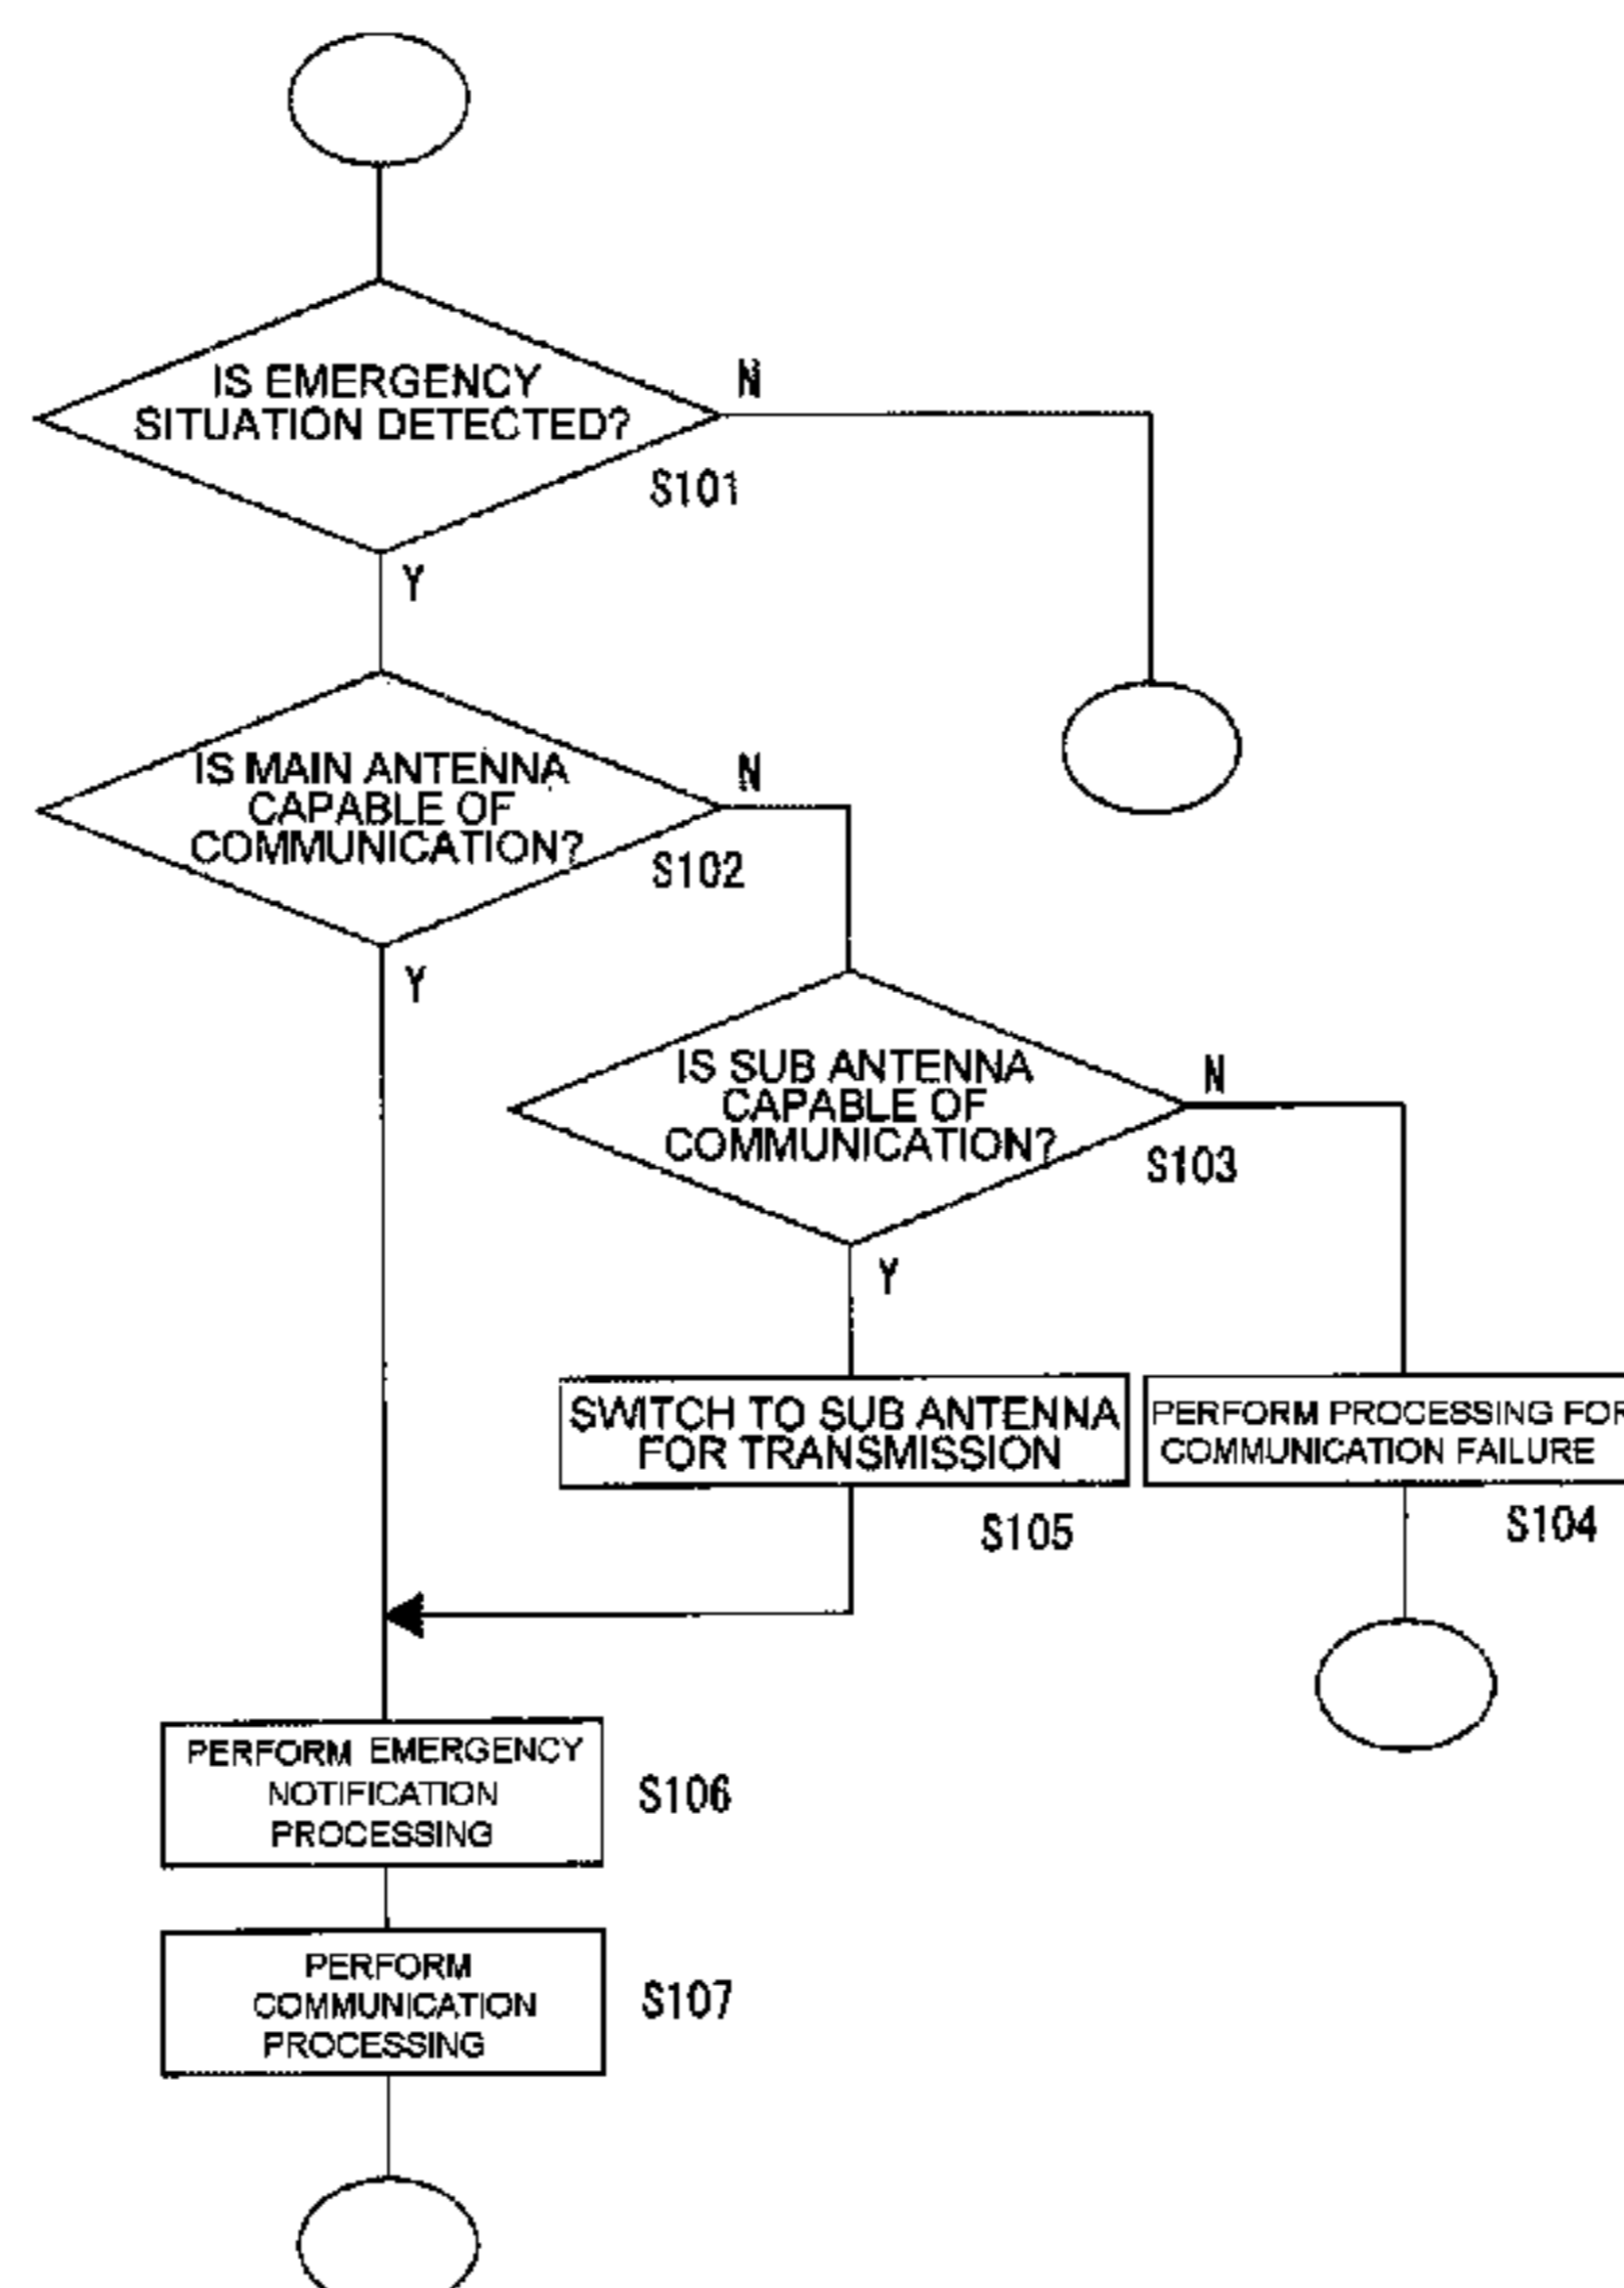 IS EMERGENCY
SITUATION DETECTED?
N
S101
Y
IS MAIN ANTENNA
CAPABLE OF
COMMUNICATION?
N
S102
Y
IS SUB ANTENNA
CAPABLE OF
COMMUNICATION?
N
S103
Y
SWITCH TO SUB ANTENNA
FOR TRANSMISSION
S105
PERFORM PROCESSING FOR
COMMUNICATION FAILURE
S104
PERFORM EMERGENCY
NOTIFICATION
PROCESSING
S106
PERFORM
COMMUNICATION
PROCESSING
S107